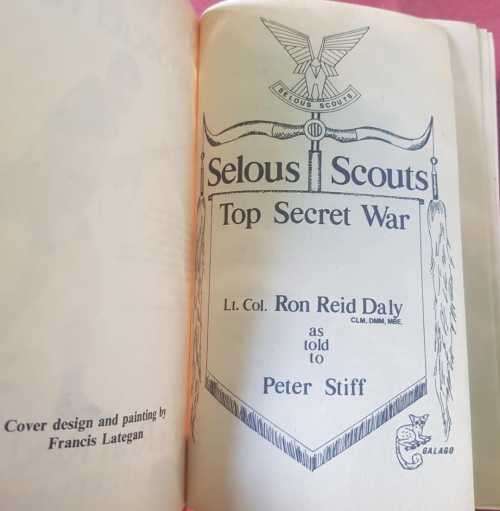 Cover design and painting by
Francis Lategan
SELOUS SCOUTS
Selous Scouts
Top Secret War
Lt. Col. Ron Reid Daly
CLM, DMM, MBE.
as
told
to
Peter Stiff
GALAGO